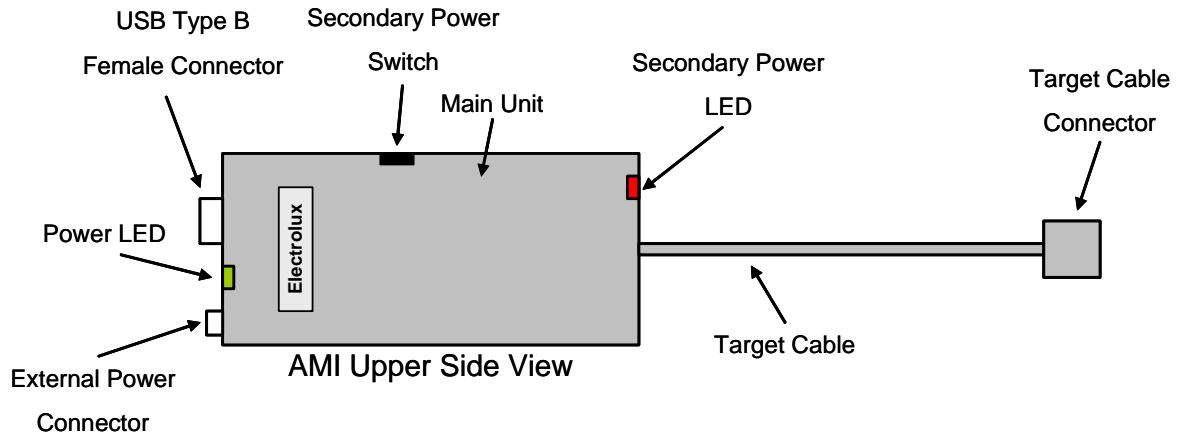 USB Type B
Female Connector
Secondary Power
Switch
Main Unit
Secondary Power
LED
Target Cable
Connector
Power LED
Electrolux
External Power
Connector
Target Cable
AMI Upper Side View